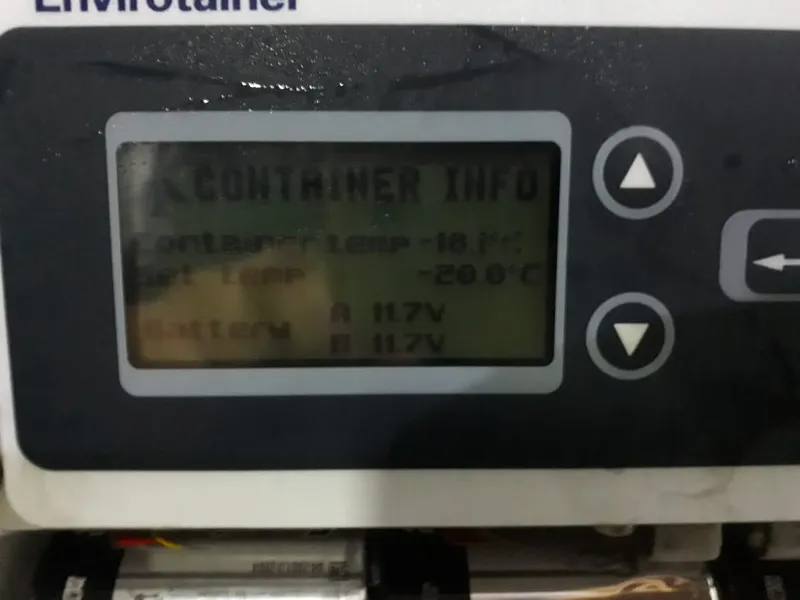 Envirotainer
CONTAINER INFO
Container temp
Set temp -20.0°C
Battery A 11.7V
B 11.7V